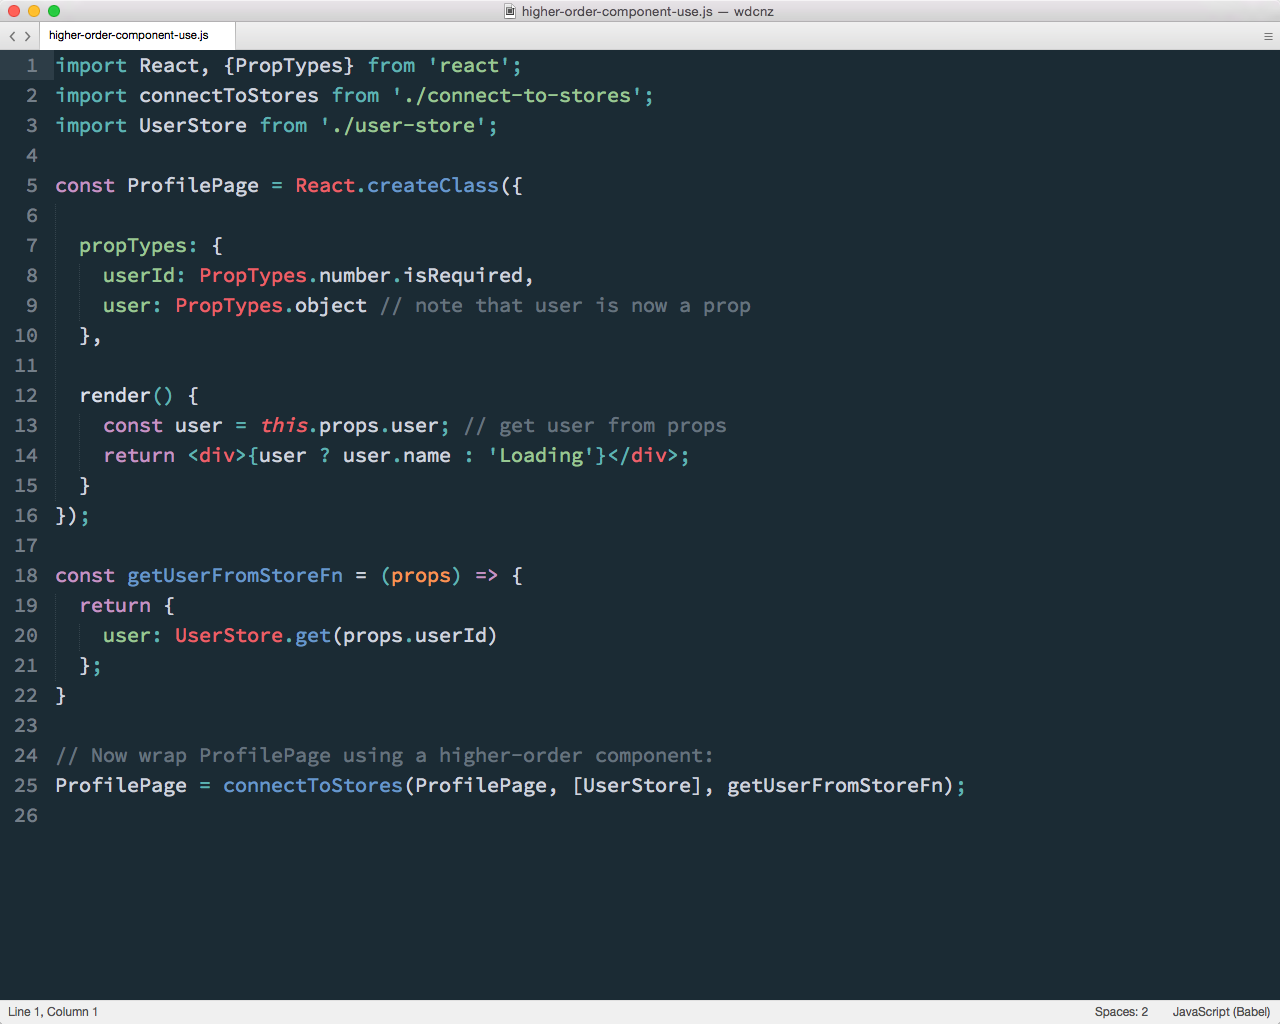 higher-order-component-use.js — wdcnz
higher-order-component-use.js
1 import React, {PropTypes} from 'react';
2 import connectToStores from './connect-to-stores';
3 import UserStore from './user-store';
4
5 const ProfilePage = React.createClass({
6
7   propTypes: {
8     userId: PropTypes.number.isRequired,
9     user: PropTypes.object // note that user is now a prop
10   },
11
12   render() {
13     const user = this.props.user; // get user from props
14     return <div>{user ? user.name : 'Loading'}</div>;
15   }
16 });
17
18 const getUserFromStoreFn = (props) => {
19   return {
20     user: UserStore.get(props.userId)
21   };
22 }
23
24 // Now wrap ProfilePage using a higher-order component:
25 ProfilePage = connectToStores(ProfilePage, [UserStore], getUserFromStoreFn);
26
Line 1, Column 1
Spaces: 2
JavaScript (Babel)